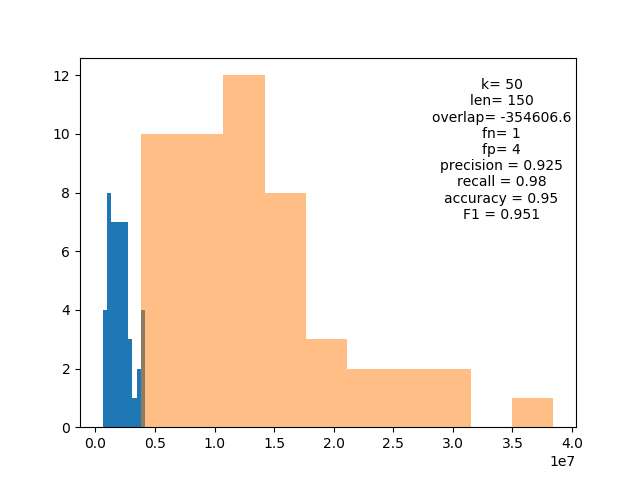 12
10
8
6
4
2
0
k= 50
len= 150
overlap= -354606.6
fn= 1
fp= 4
precision = 0.925
recall = 0.98
accuracy = 0.95
F1 = 0.951
0.0 0.5 1.0 1.5 2.0 2.5 3.0 3.5 4.0
1e7